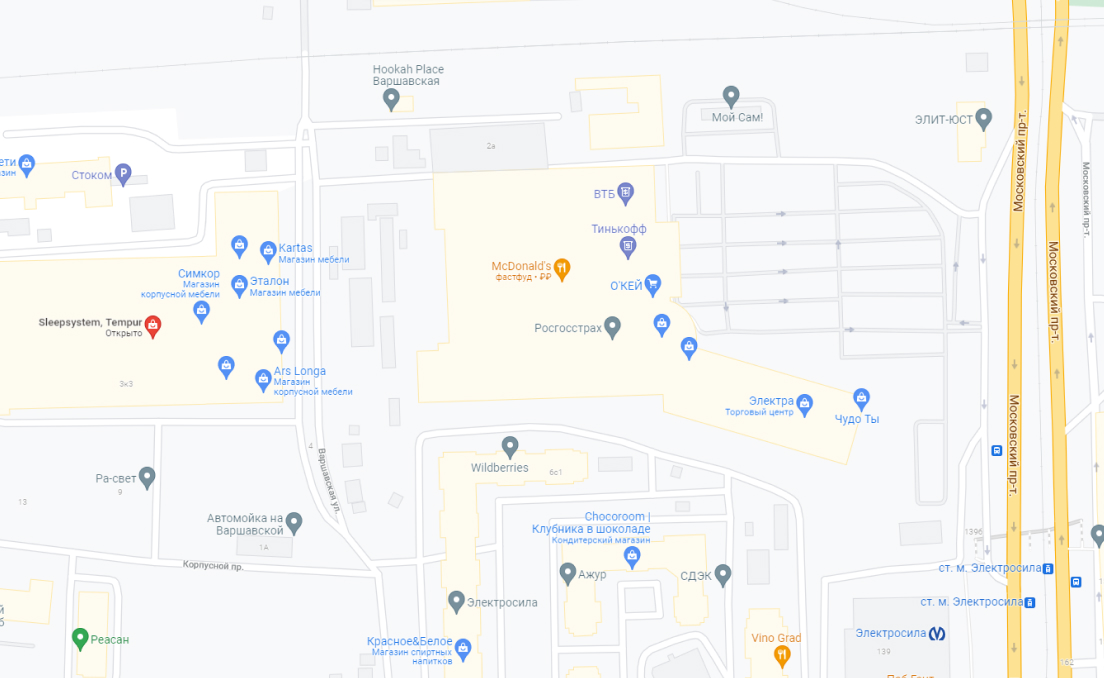 Hookah Place
Варшавская
Мой Сам!
ЭЛИТ-ЮСТ
Московский пр-т.
Московский пр-т.
2а
ети
азин
Стоком
ВТБ
Тинькофф
Kartas
Магазин мебели
McDonald's
фастфуд • ₽₽
Симкор
Магазин
корпусной мебели
Эталон
Магазин мебели
О'КЕЙ
Московский пр-т.
Sleepsystem, Tempur
Открыто
Росгосстрах
3к3
Ars Longa
Магазин
корпусной мебели
Электра
Торговый центр
Чудо Ты
Московский пр-т.
4
Варшавская ул.
Wildberries
6с1
Ра-свет
9
13
Автомойка на
Варшавской
1А
Chocoroom |
Клубника в шоколаде
Кондитерский магазин
139б
Корпусной пр.
Ажур
СДЭК
ст. м. Электросила
ст. м. Электросила
Электросила
Электросила
139
й
б
Реасан
Красное&Белое
Магазин спиртных
напитков
Vino Grad
162